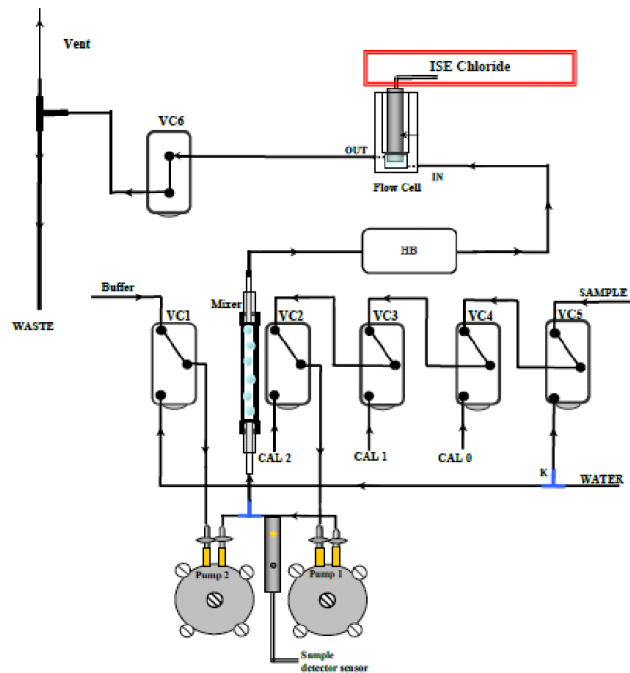 Vent
ISE Chloride
VC6
OUT
IN
Flow Cell
HB
Buffer
Mixer
SAMPLE
WASTE
VC1
VC2
VC3
VC4
VC5
CAL 2
CAL 1
CAL 0
K
WATER
Pump 2
Pump 1
Sample
detector sensor